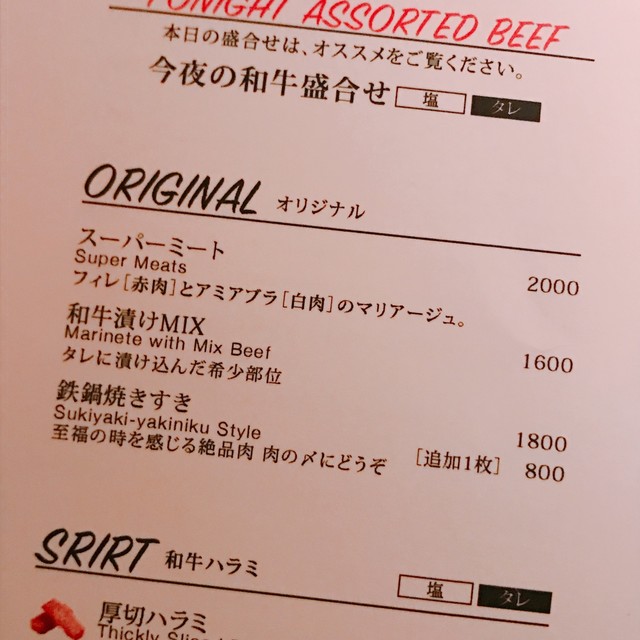 TONIGHT ASSORTED BEEF
本日の盛合せは、オススメをご覧ください。
今夜の和牛盛合せ 塩 タレ
ORIGINAL オリジナル
スーパーミート
Super Meats 2000
フィレ[赤肉]とアミアブラ[白肉]のマリアージュ。
和牛漬けMIX
Marinete with Mix Beef 1600
タレに漬け込んだ希少部位
鉄鍋焼きすき
Sukiyaki-yakiniku Style 1800
至福の時を感じる絶品肉 肉の〆にどうぞ [追加1枚] 800
SRIRT 和牛ハラミ 塩 タレ
厚切ハラミ
Thickly